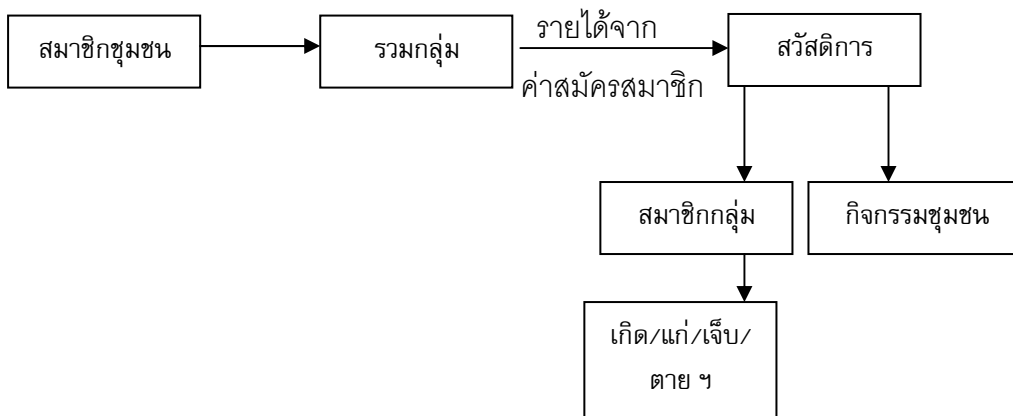 สมาชิกชุมชน
รวมกลุ่ม
รายได้จาก
ค่าสมัครสมาชิก
สวัสดิการ
สมาชิกกลุ่ม
กิจกรรมชุมชน
เกิด/แก่/เจ็บ/
ตาย ฯ